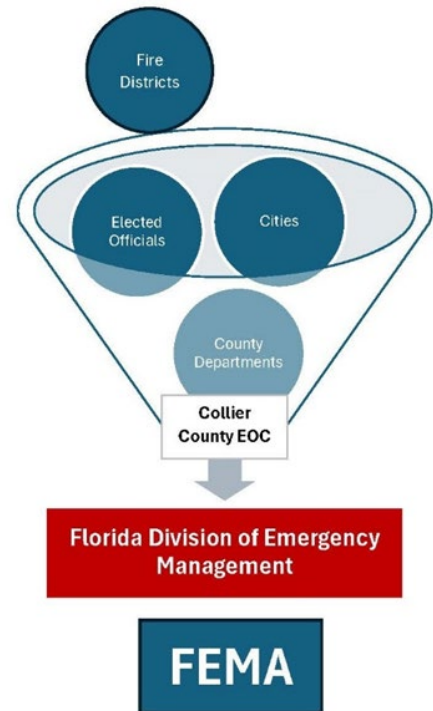 Fire
Districts
Elected
Officials
Cities
County
Departments
Collier
County EOC
Florida Division of Emergency
Management
FEMA